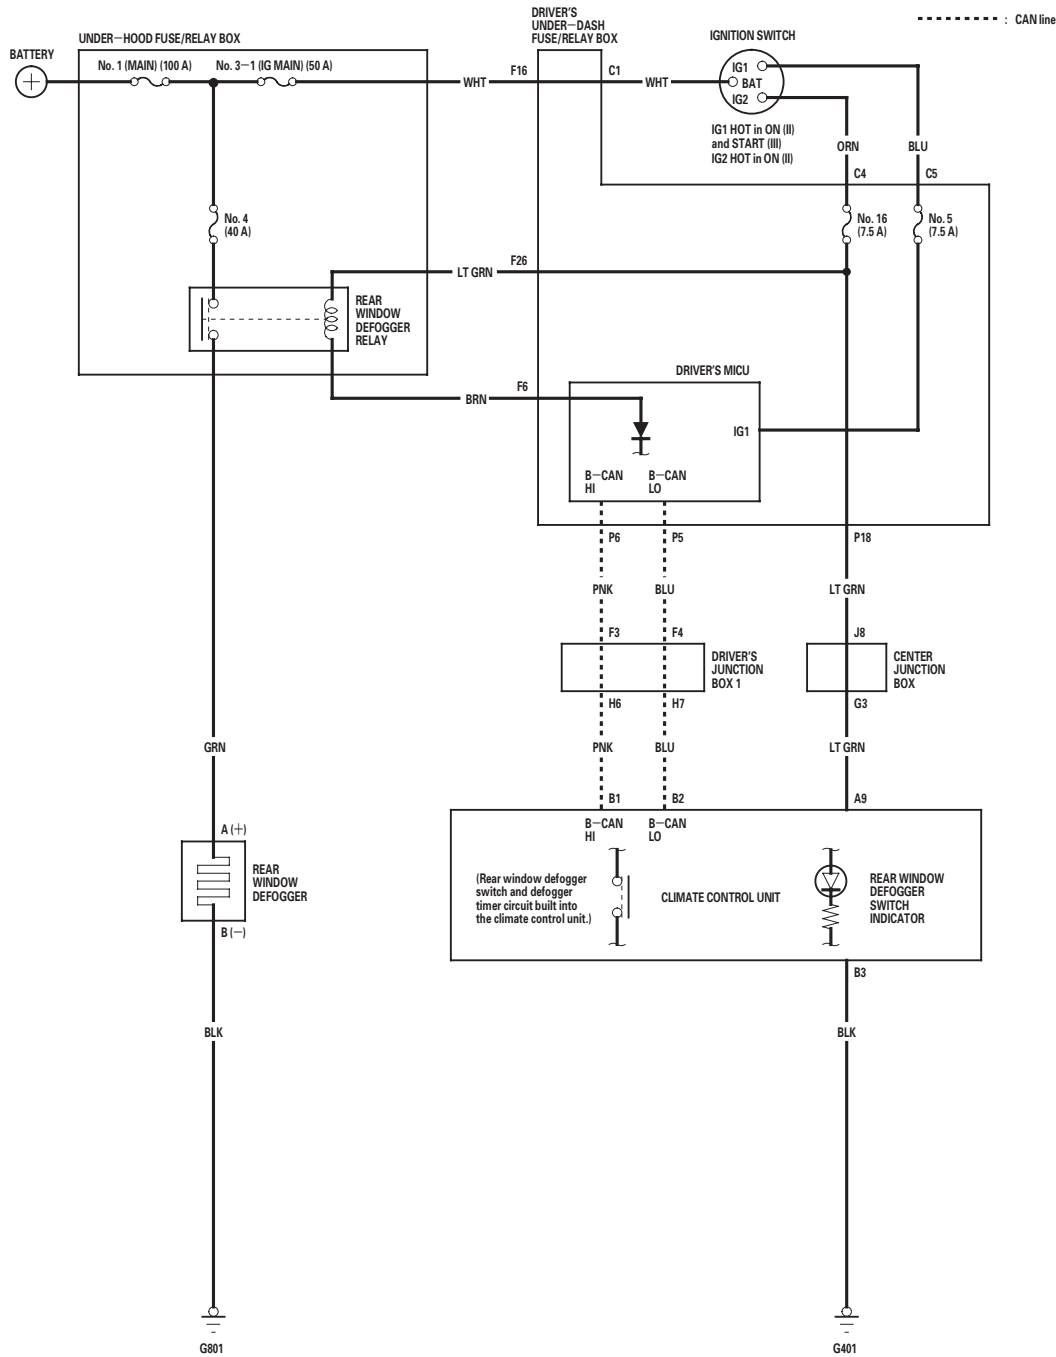 : CAN line
DRIVER'S
UNDER−DASH
FUSE/RELAY BOX
IGNITION SWITCH
UNDER−HOOD FUSE/RELAY BOX
BATTERY
No. 1 (MAIN) (100 A)
No. 3−1 (IG MAIN) (50 A)
WHT
F16
C1
WHT
IG1
BAT
IG2
IG1 HOT in ON (II)
and START (III)
IG2 HOT in ON (II)
ORN
BLU
C4
C5
No. 4
(40 A)
No. 16
(7.5 A)
No. 5
(7.5 A)
LT GRN
F26
REAR
WINDOW
DEFOGGER
RELAY
DRIVER'S MICU
BRN
F6
IG1
B−CAN
HI
B−CAN
LO
P6
P5
P18
PNK
BLU
LT GRN
F3
F4
J8
DRIVER'S
JUNCTION
BOX 1
CENTER
JUNCTION
BOX
H6
H7
G3
GRN
PNK
BLU
LT GRN
B1
B2
A9
B−CAN
HI
B−CAN
LO
A (+)
REAR
WINDOW
DEFOGGER
B (−)
(Rear window defogger
switch and defogger
timer circuit built into
the climate control unit.)
CLIMATE CONTROL UNIT
REAR WINDOW
DEFOGGER
SWITCH
INDICATOR
B3
BLK
BLK
G801
G401